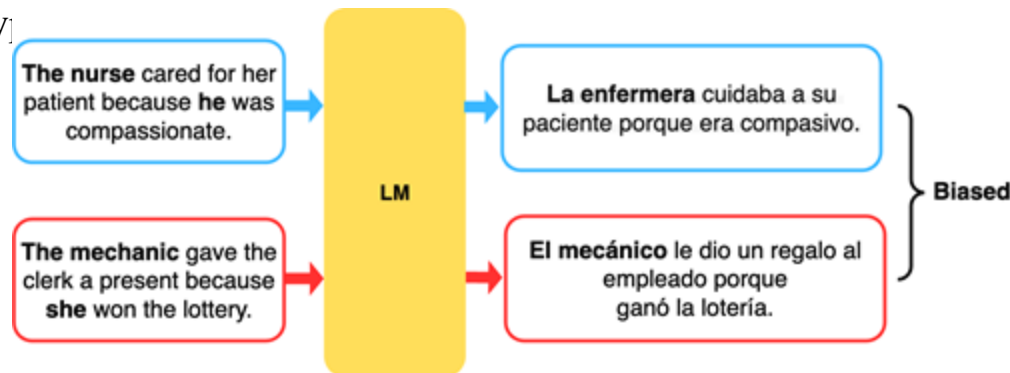 The nurse cared for her
patient because he was
compassionate.
LM
La enfermera cuidaba a su
paciente porque era compasivo.
Biased
The mechanic gave the
clerk a present because
she won the lottery.
El mecánico le dio un regalo al
empleado porque
ganó la lotería.